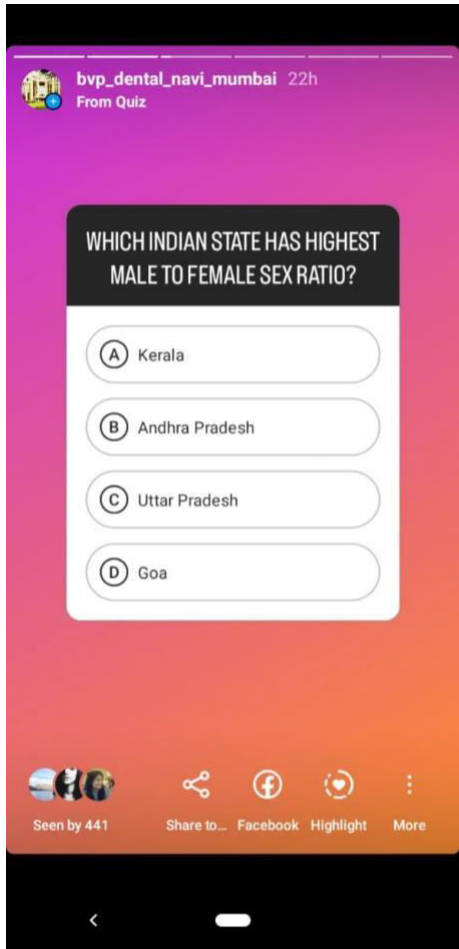 bvp_dental_navi_mumbai 22h
From Quiz
WHICH INDIAN STATE HAS HIGHEST
MALE TO FEMALE SEX RATIO?
A Kerala
B Andhra Pradesh
C Uttar Pradesh
D Goa
Seen by 441 Share to... Facebook Highlight More